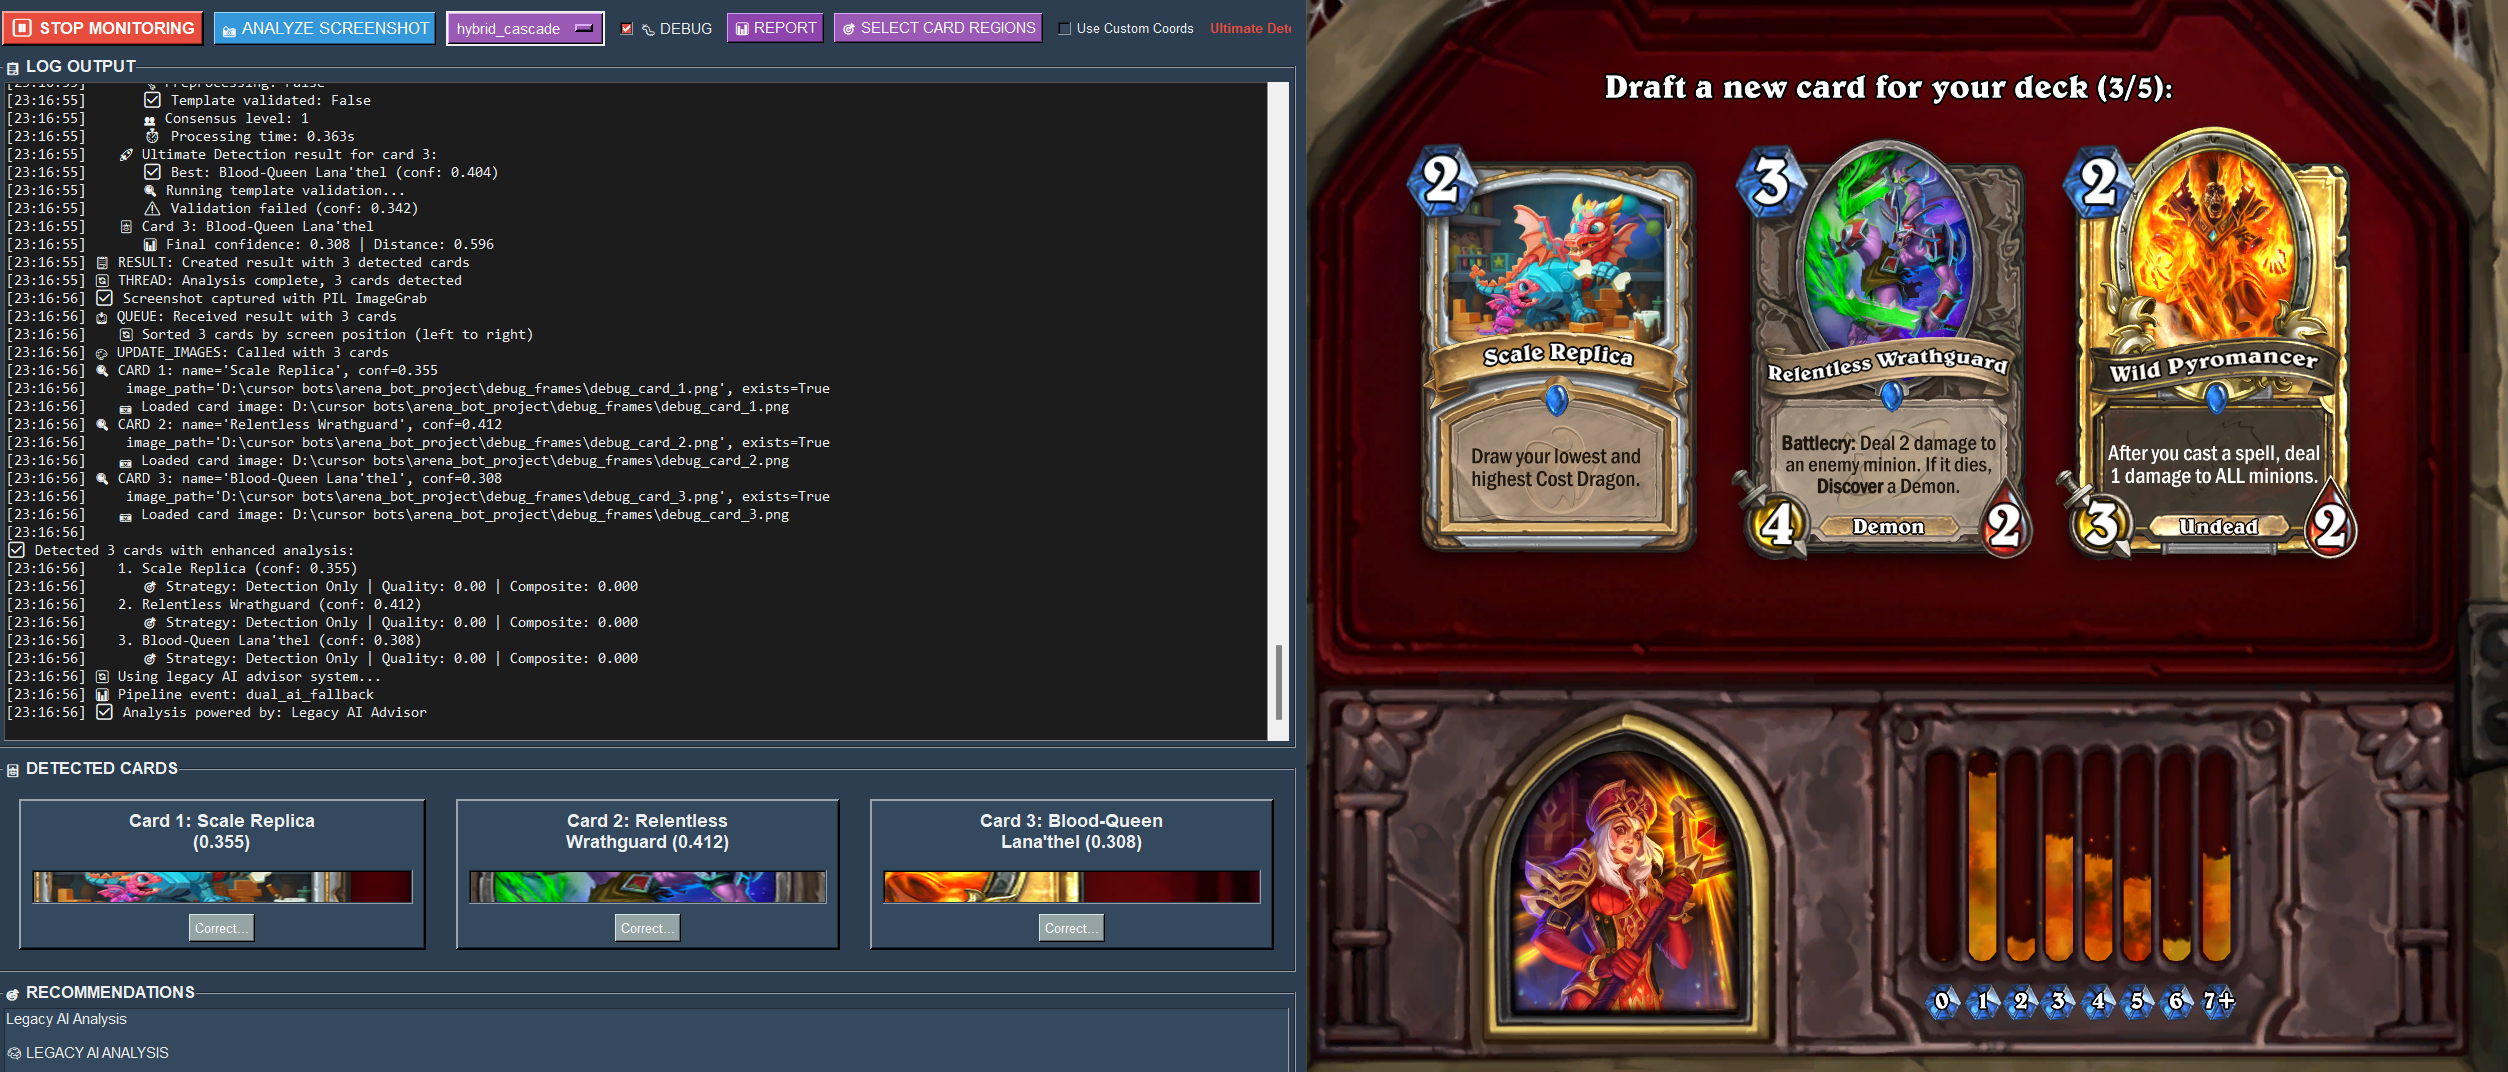 STOP MONITORING
ANALYZE SCREENSHOT
hybrid_cascade
DEBUG
REPORT
SELECT CARD REGIONS
Use Custom Coords
Ultimate Dete
LOG OUTPUT
[23:16:55] Preprocessing: False
[23:16:55] Template validated: False
[23:16:55] Consensus level: 1
[23:16:55] Processing time: 0.363s
[23:16:55] Ultimate Detection result for card 3:
[23:16:55] Best: Blood-Queen Lana'thel (conf: 0.404)
[23:16:55] Running template validation...
[23:16:55] Validation failed (conf: 0.342)
[23:16:55] Card 3: Blood-Queen Lana'thel
[23:16:55] Final confidence: 0.308 | Distance: 0.596
[23:16:55] RESULT: Created result with 3 detected cards
[23:16:55] THREAD: Analysis complete, 3 cards detected
[23:16:56] Screenshot captured with PIL ImageGrab
[23:16:56] QUEUE: Received result with 3 cards
[23:16:56] Sorted 3 cards by screen position (left to right)
[23:16:56] UPDATE_IMAGES: Called with 3 cards
[23:16:56] CARD 1: name='Scale Replica', conf=0.355
[23:16:56] image_path='D:\cursor bots\arena_bot_project\debug_frames\debug_card_1.png', exists=True
[23:16:56] Loaded card image: D:\cursor bots\arena_bot_project\debug_frames\debug_card_1.png
[23:16:56] CARD 2: name='Relentless Wrathguard', conf=0.412
[23:16:56] image_path='D:\cursor bots\arena_bot_project\debug_frames\debug_card_2.png', exists=True
[23:16:56] Loaded card image: D:\cursor bots\arena_bot_project\debug_frames\debug_card_2.png
[23:16:56] CARD 3: name='Blood-Queen Lana'thel', conf=0.308
[23:16:56] image_path='D:\cursor bots\arena_bot_project\debug_frames\debug_card_3.png', exists=True
[23:16:56] Loaded card image: D:\cursor bots\arena_bot_project\debug_frames\debug_card_3.png
[23:16:56]
Detected 3 cards with enhanced analysis:
[23:16:56] 1. Scale Replica (conf: 0.355)
[23:16:56] Strategy: Detection Only | Quality: 0.00 | Composite: 0.000
[23:16:56] 2. Relentless Wrathguard (conf: 0.412)
[23:16:56] Strategy: Detection Only | Quality: 0.00 | Composite: 0.000
[23:16:56] 3. Blood-Queen Lana'thel (conf: 0.308)
[23:16:56] Strategy: Detection Only | Quality: 0.00 | Composite: 0.000
[23:16:56] Using legacy AI advisor system...
[23:16:56] Pipeline event: dual_ai_fallback
[23:16:56] Analysis powered by: Legacy AI Advisor
DETECTED CARDS
Card 1: Scale Replica
(0.355)
Correct...
Card 2: Relentless
Wrathguard (0.412)
Correct...
Card 3: Blood-Queen
Lana'thel (0.308)
Correct...
RECOMMENDATIONS
Legacy AI Analysis
LEGACY AI ANALYSIS
Draft a new card for your deck (3/5):
2
Scale Replica
Draw your lowest and
highest Cost Dragon.
3
Relentless Wrathguard
Battlecry: Deal 2 damage to
an enemy minion. If it dies,
Discover a Demon.
4
Demon
2
2
Wild Pyromancer
After you cast a spell, deal
1 damage to ALL minions.
3
Undead
2
0 1 2 3 4 5 6 7+